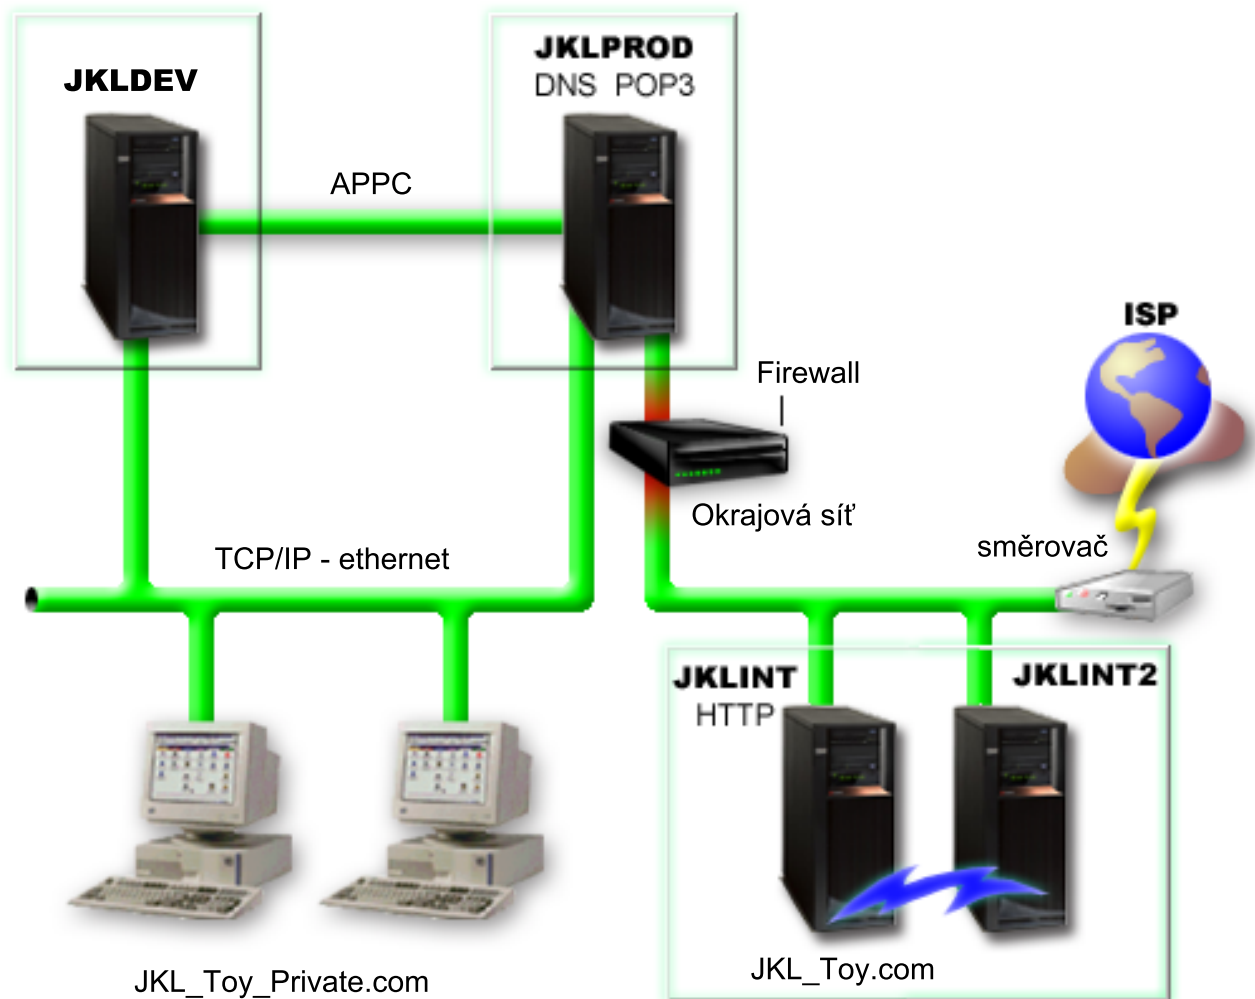 JKLDEV
JKLPROD
DNS POP3
APPC
ISP
Firewall
Okrajová síť
směrovač
TCP/IP - ethernet
JKLINT
HTTP
JKLINT2
JKL_Toy.com
JKL_Toy_Private.com